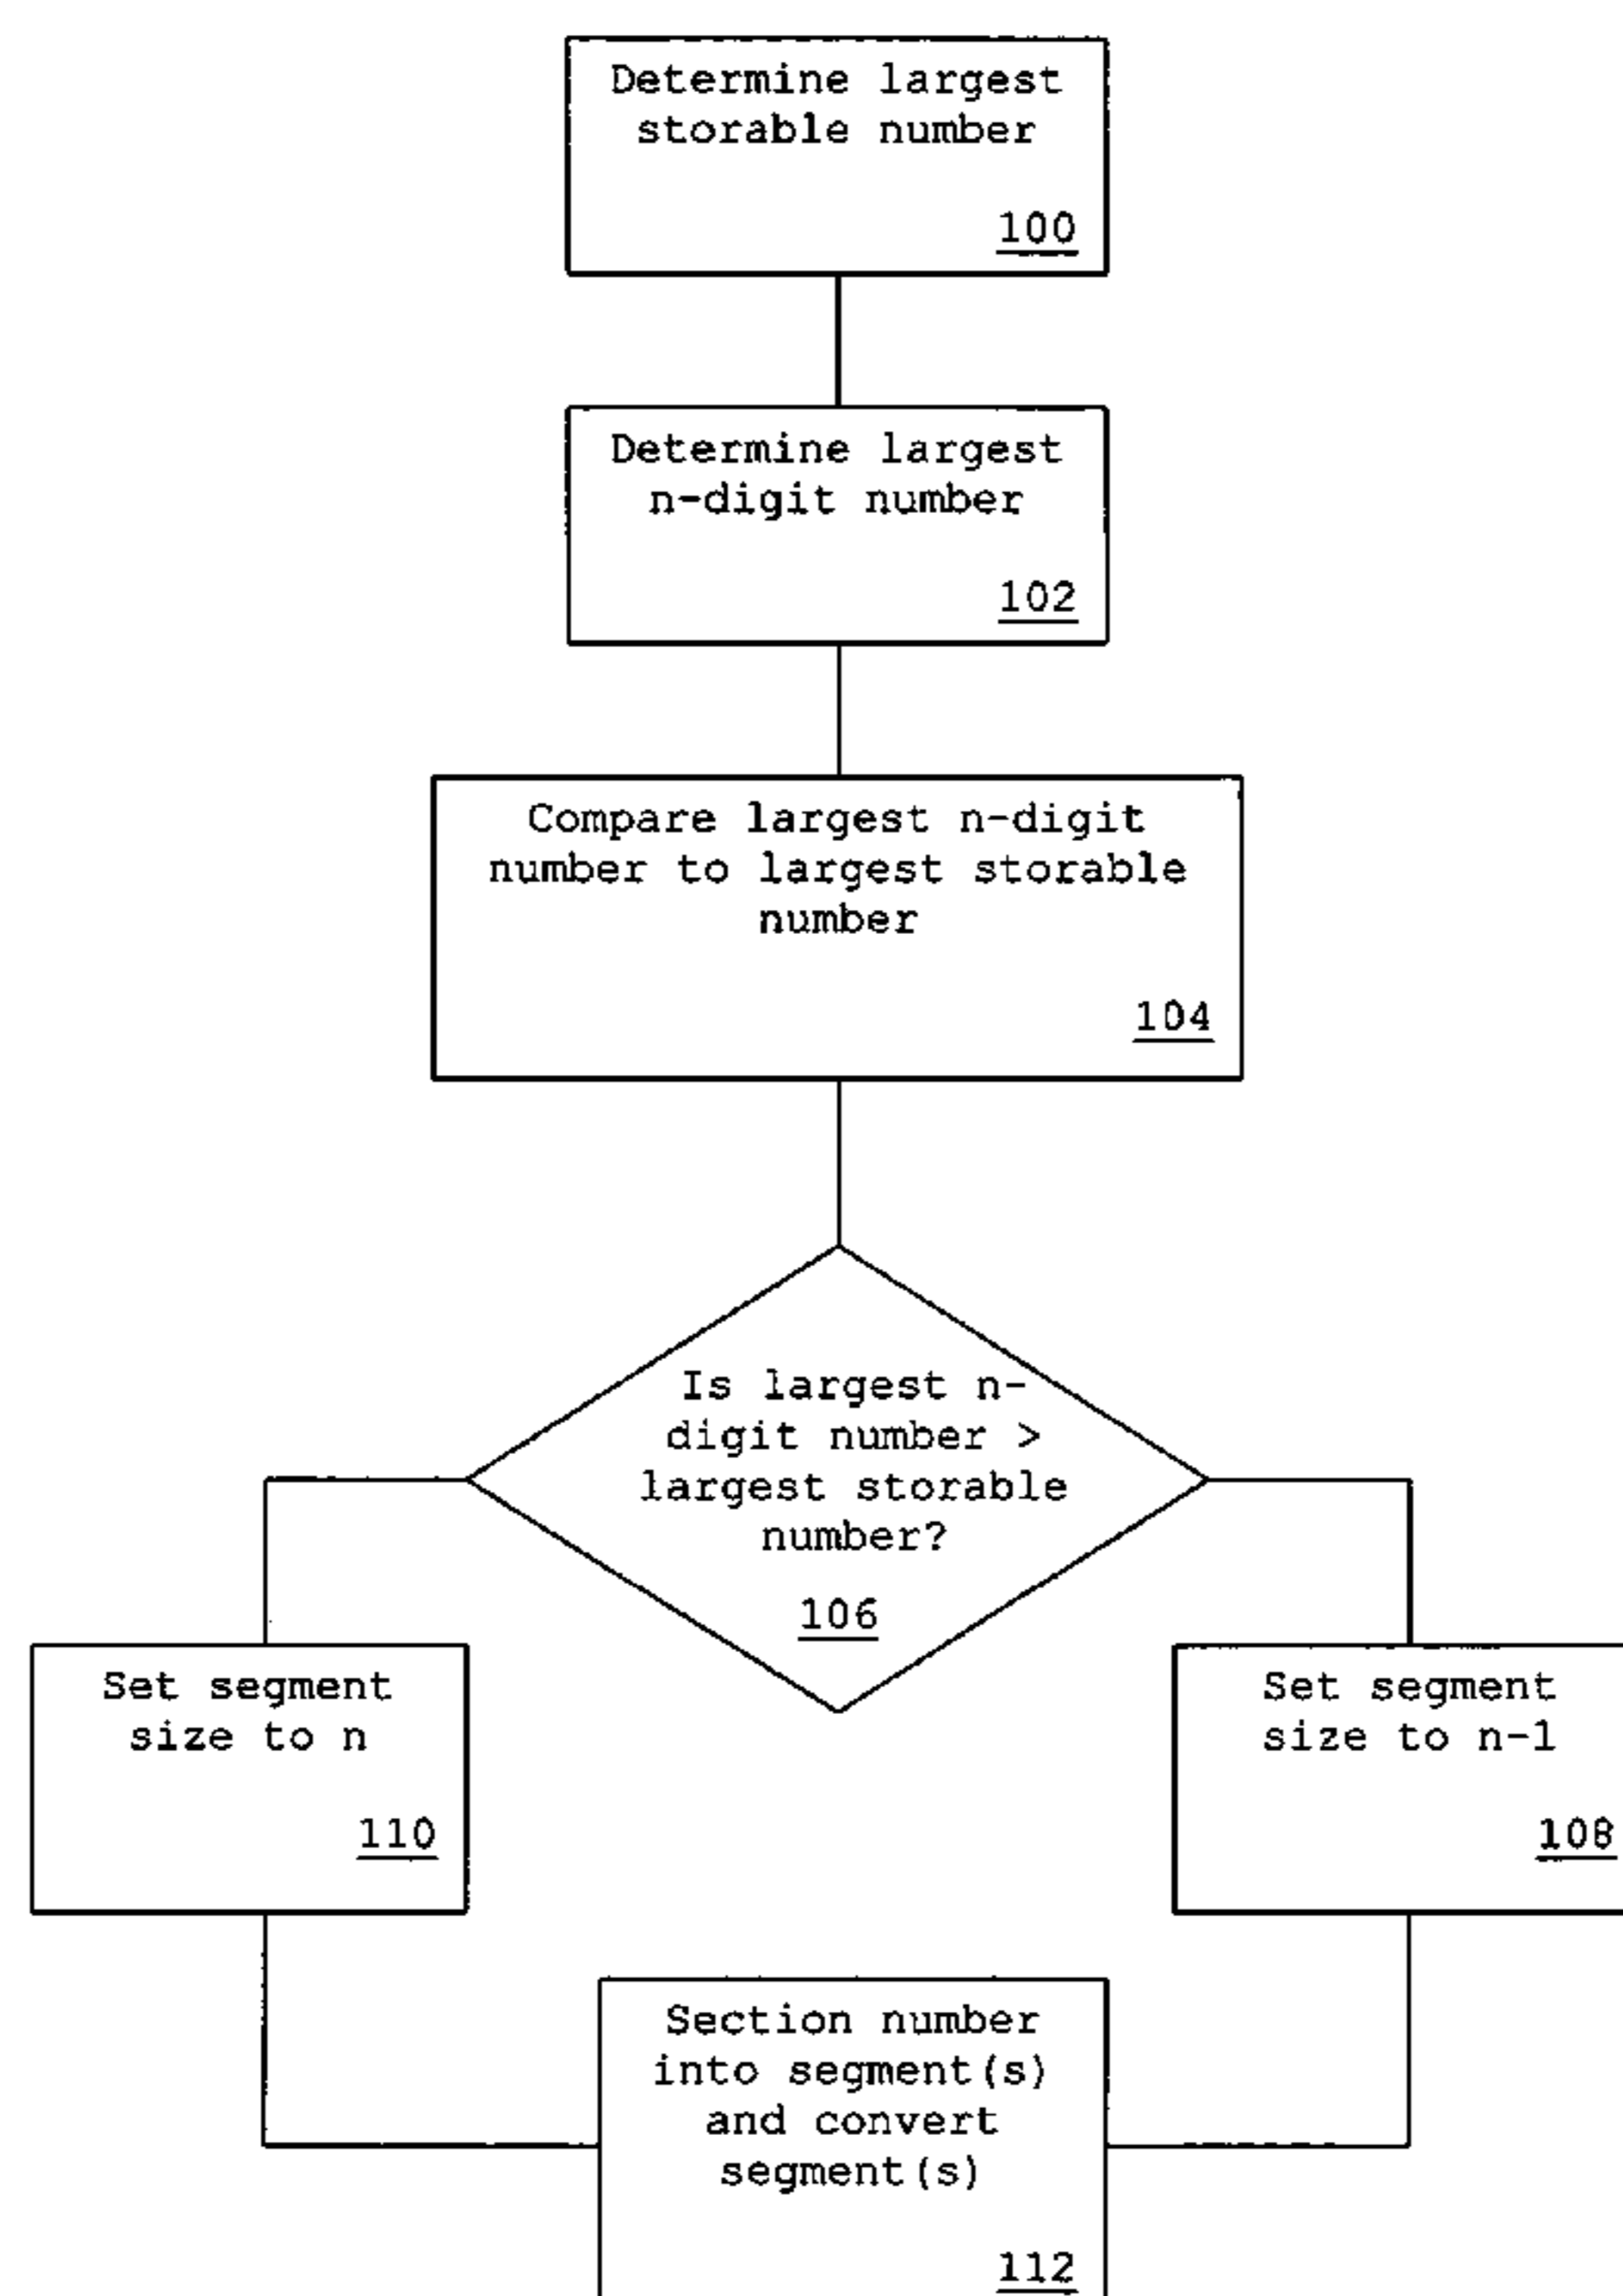 Determine largest
storable number
100
Determine largest
n-digit number
102
Compare largest n-digit
number to largest storable
number
104
Is largest n-
digit number >
largest storable
number?
106
Set segment
size to n
110
Set segment
size to n-1
108
Section number
into segment(s)
and convert
segment(s)
112